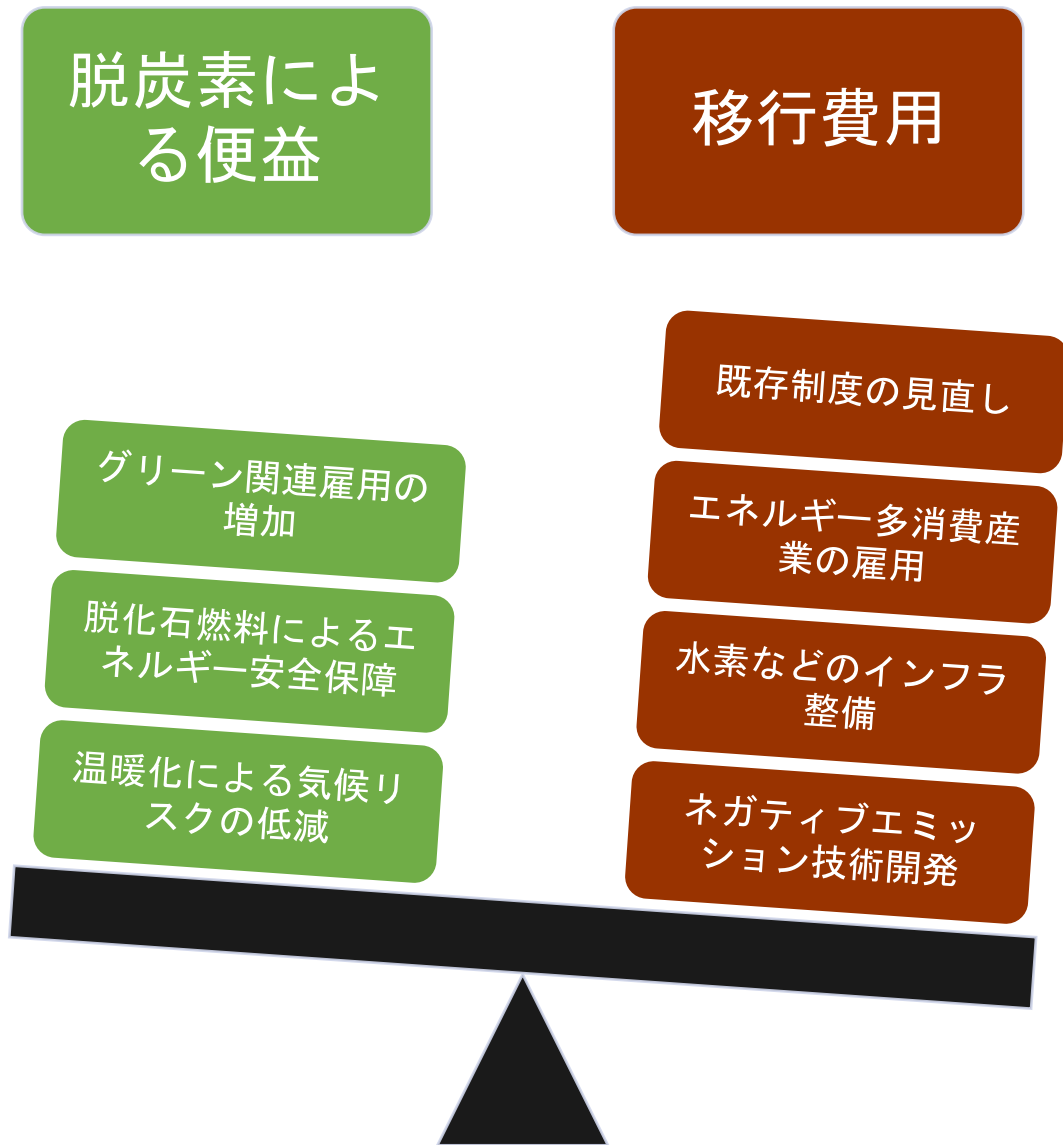 脱炭素によ
る便益
移行費用
グリーン関連雇用の
増加
脱化石燃料によるエ
ネルギー安全保障
温暖化による気候リ
スクの低減
既存制度の見直し
エネルギー多消費産
業の雇用
水素などのインフラ
整備
ネガティブエミッ
ション技術開発